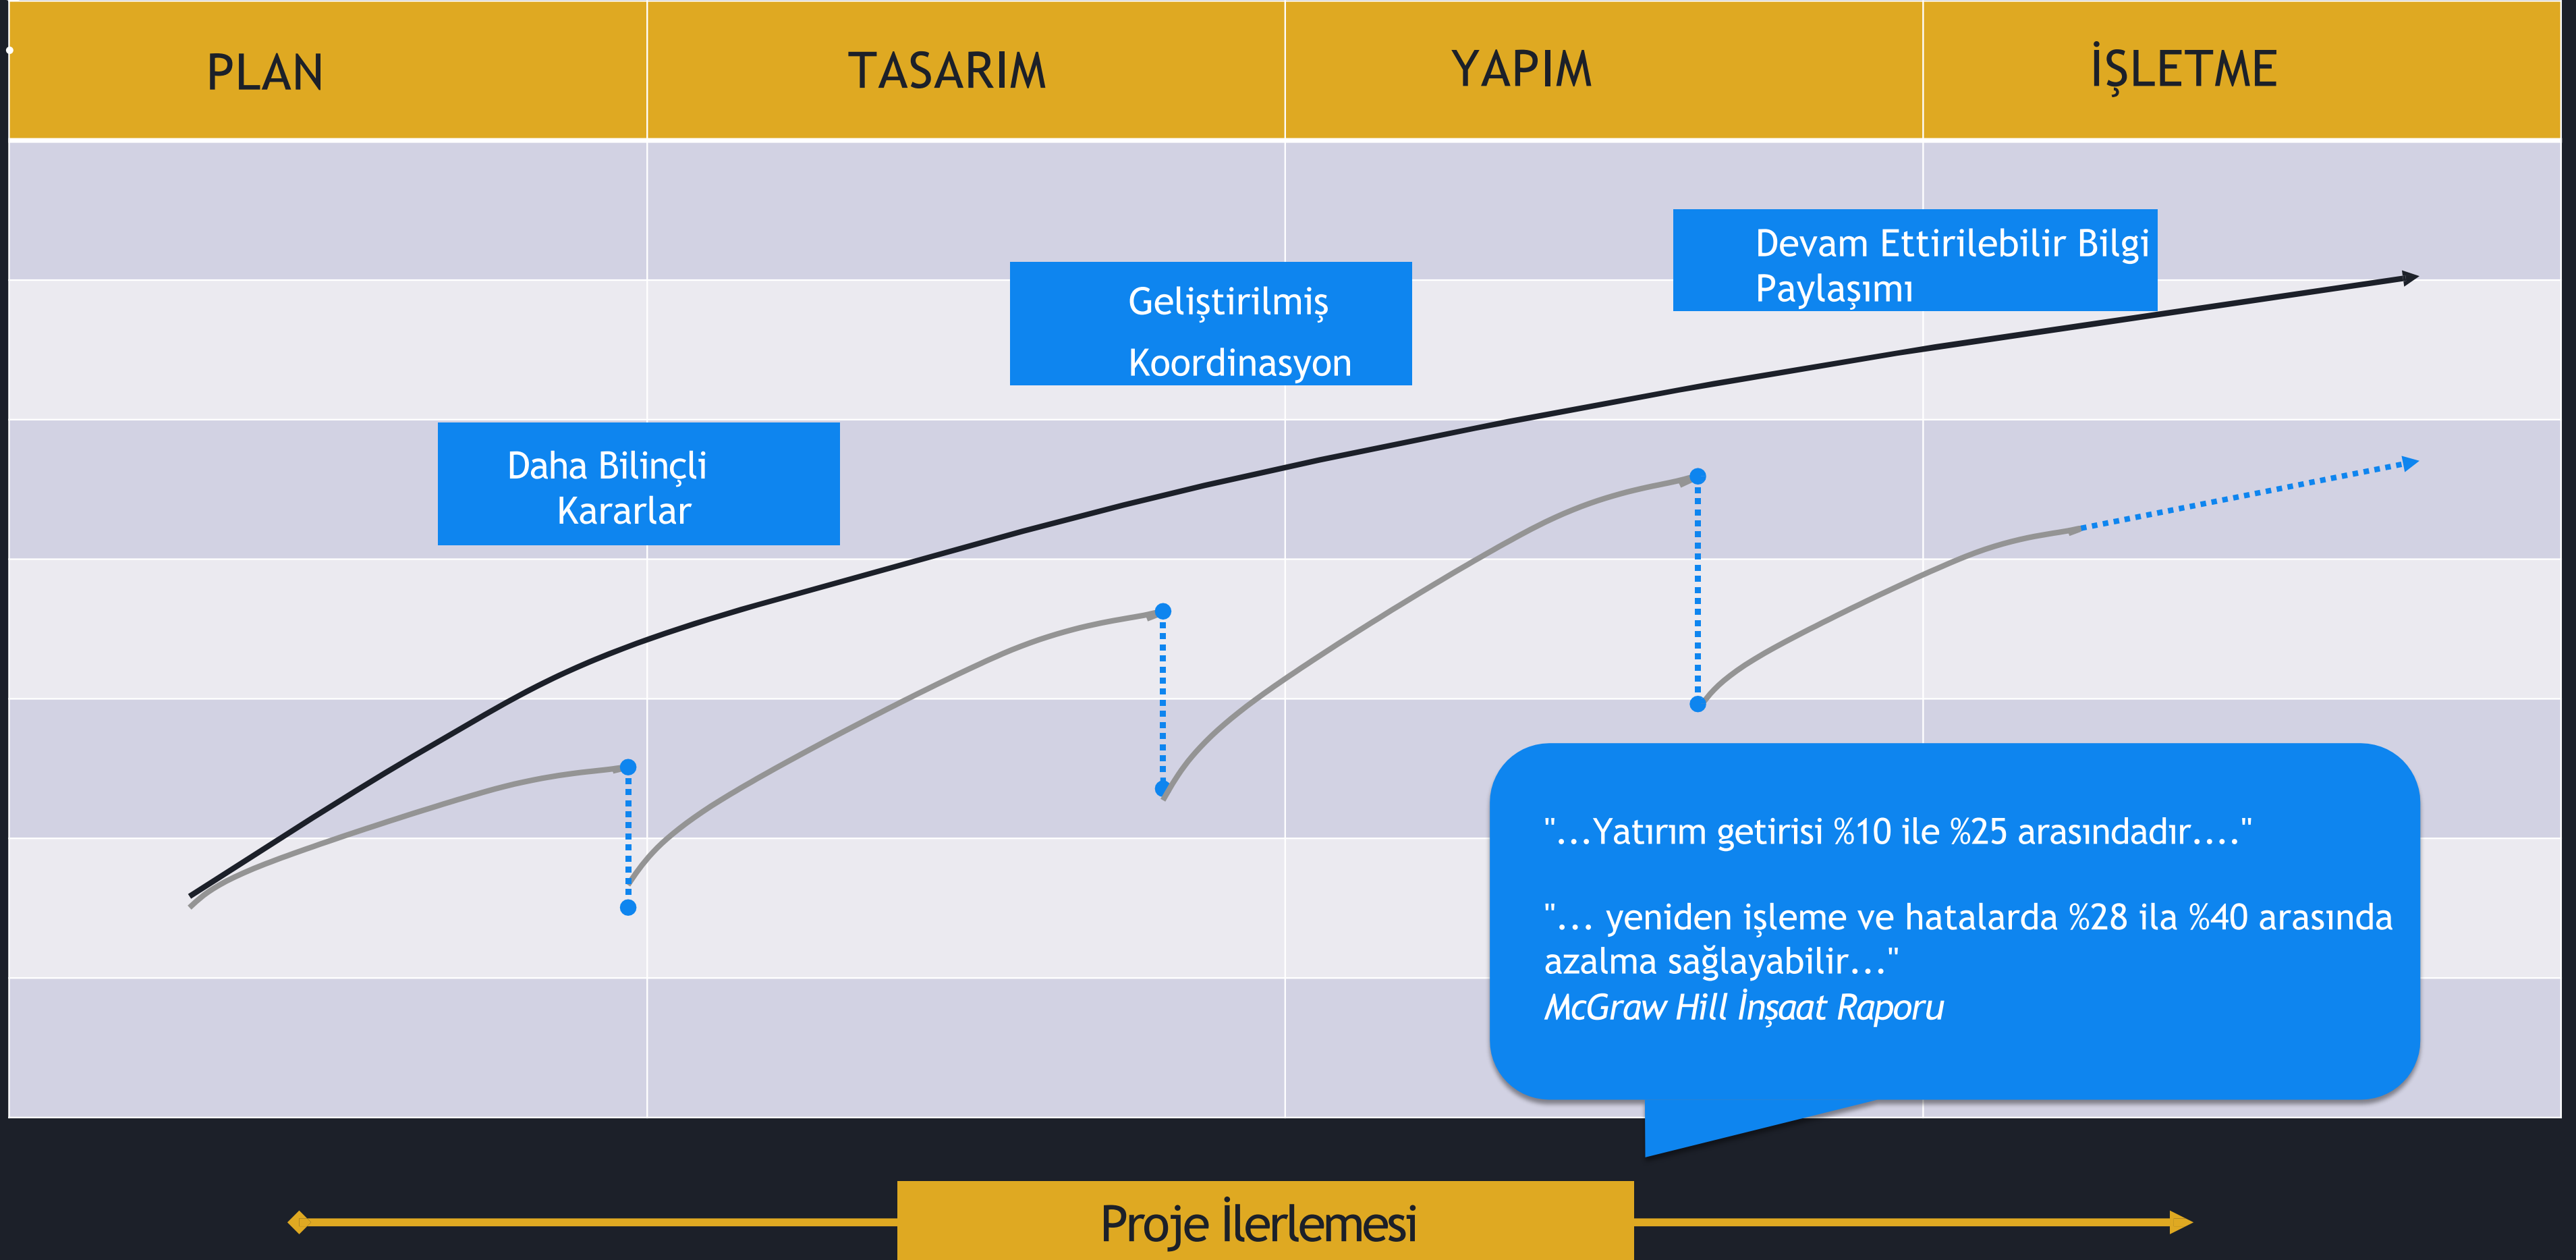 PLAN
TASARIM
YAPIM
İŞLETME
Devam Ettirilebilir Bilgi
Paylaşımı
Geliştirilmiş
Koordinasyon
Daha Bilinçli
Kararlar
"...Yatırım getirisi %10 ile %25 arasındadır...."
"... yeniden işleme ve hatalarda %28 ila %40 arasında
azalma sağlayabilir..."
McGraw Hill İnşaat Raporu
Proje İlerlemesi